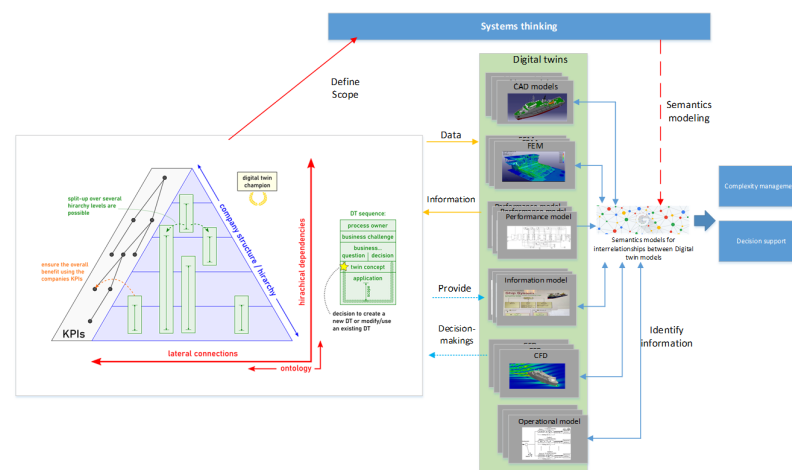 Systems thinking
Define
Scope
Digital twins
CAD models
Semantics
modeling
Data
FEM
Information
Performance model
Performance model
Complexity manageme
Decision support
Semantics models for
interrelationships between Digital
twin models
Provide
Information model
Decision-
makings
CFD
Identify
information
Operational model
split-up over several
hirarchy levels are
possible
digital twin
champion
company structure / hirarchy
hirachical dependencies
DT sequence:
process owner
business challenge
business...
question
decision
twin concept
application
ensure the overall
benefit using the
companies KPIs
decision to create a
new DT or modify/use
an existing DT
KPIs
lateral connections
ontology